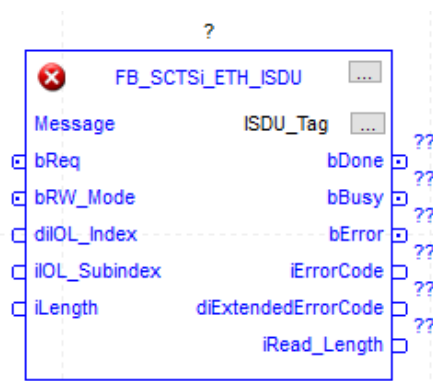 ?
FB_SCTSi_ETH_ISDU ...
Message ISDU_Tag ...
??
bReq bDone
??
bRW_Mode bBusy
??
diIOL_Index bError
??
iIOL_Subindex iErrorCode
??
iLength diExtendedErrorCode
??
iRead_Length